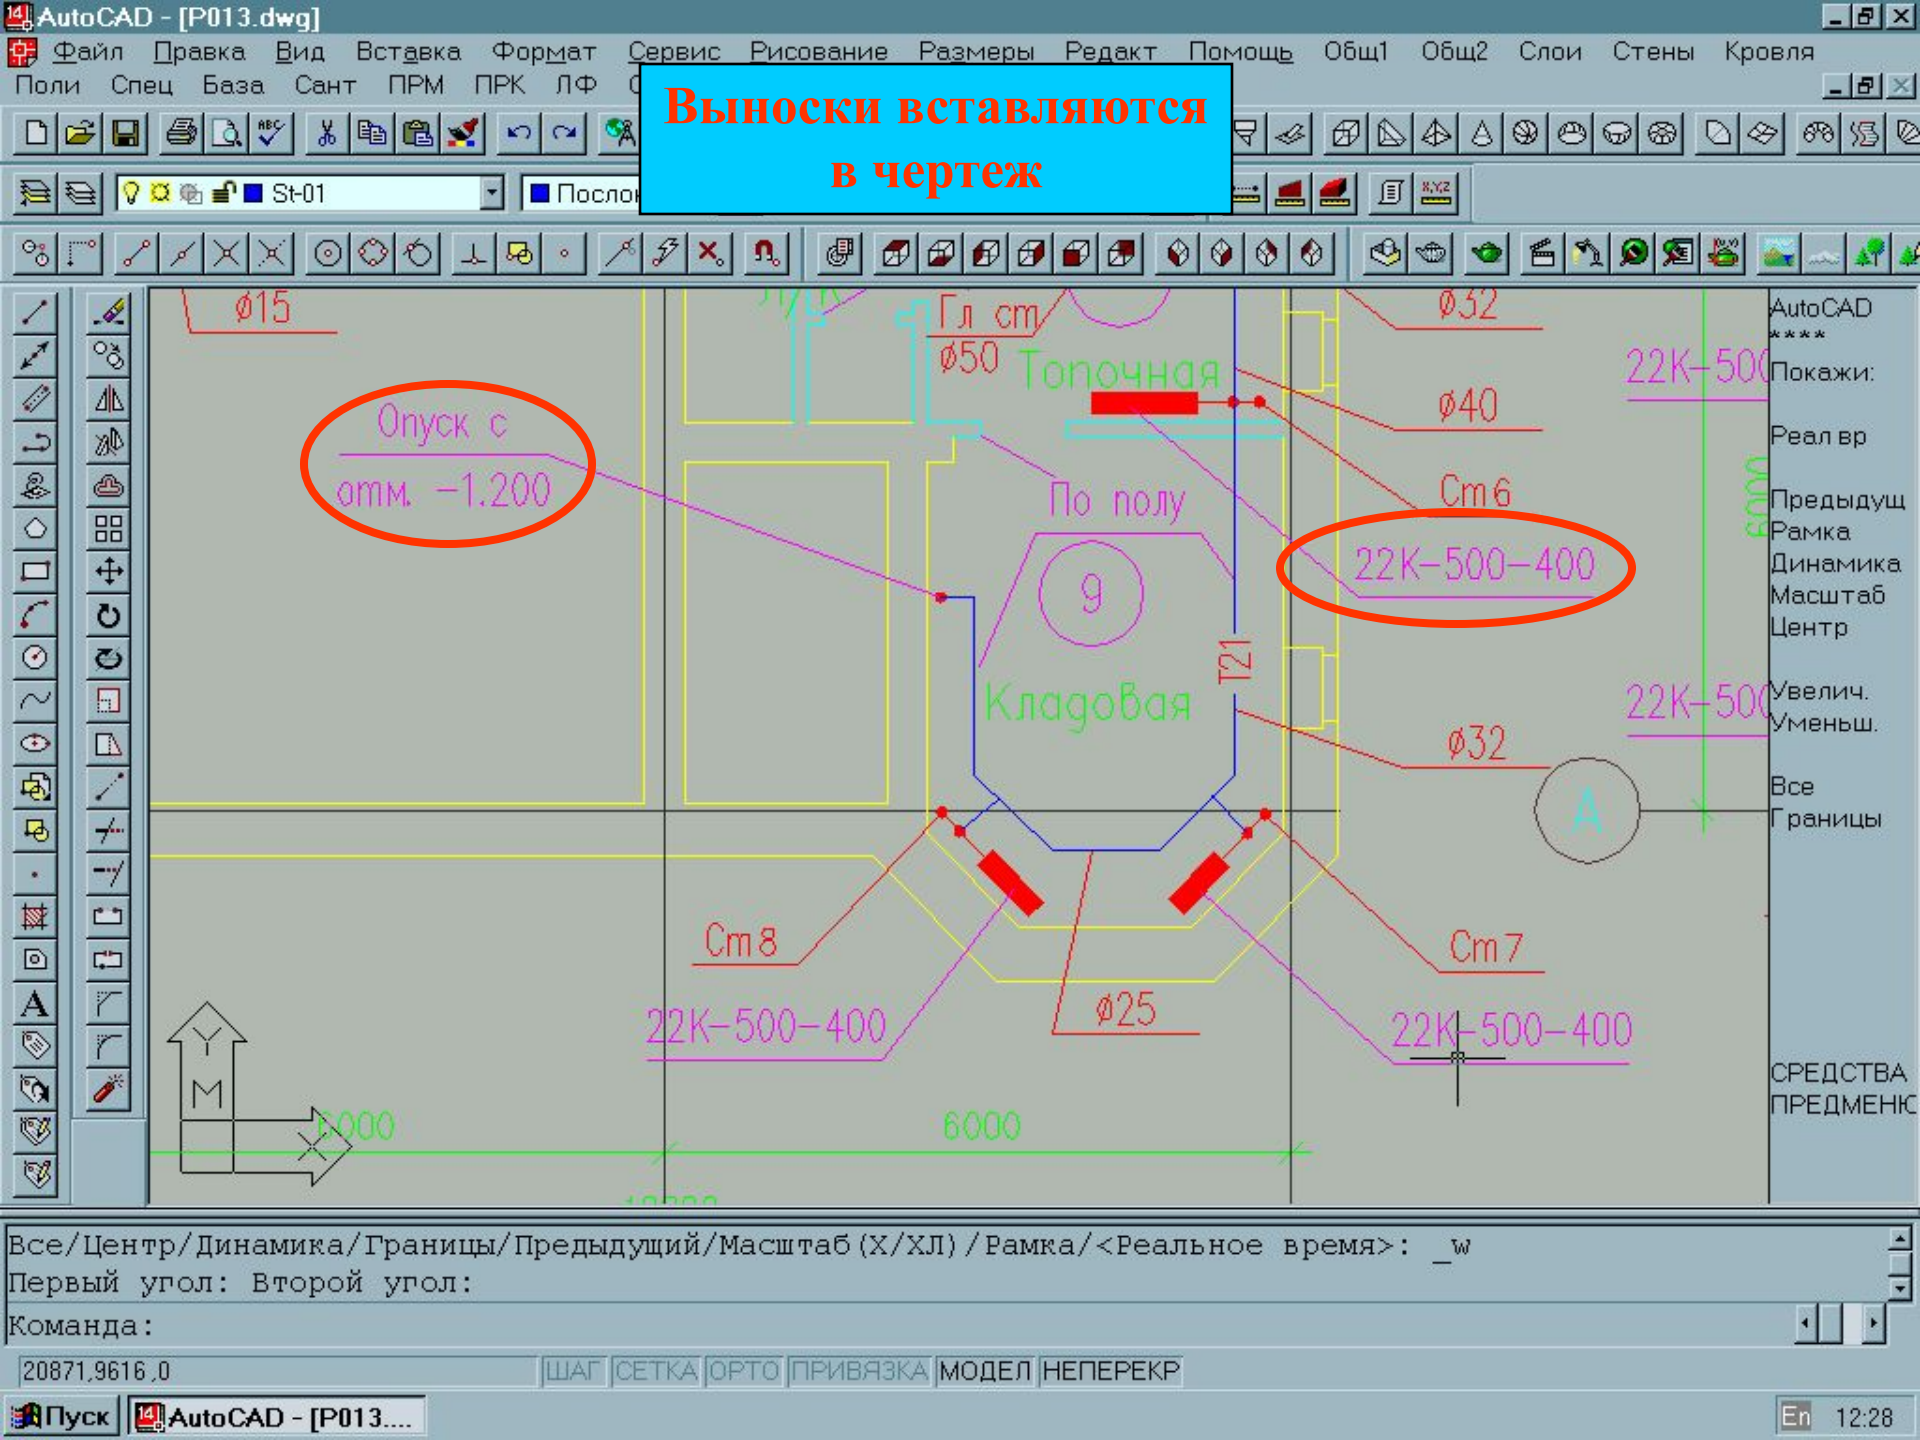 AutoCAD - [P013.dwg]
Файл Правка Вид Вставка Формат Сервис Рисование Размеры Редакт Помощь Общ1 Общ2 Слои Стены Кровля
Поли Спец База Сант ПРМ ПРК ЛФ
Выноски вставляются
в чертеж
St-01
ø15
Гл ст
ø50
Топочная
ø32
22К-500
ø40
Опуск с
отм. -1.200
По полу
Ст6
22К-500-400
6000
9
Т21
Кладовая
22К-500
ø32
А
Ст8
Ст7
22К-500-400
ø25
22К-500-400
Y
М
X
6000
6000
AutoCAD
****
Покажи:
Реал вр
Предыдущ
Рамка
Динамика
Масштаб
Центр
Увелич.
Уменьш.
Все
Границы
СРЕДСТВА
ПРЕДМЕНЮ
Все/Центр/Динамика/Границы/Предыдущий/Масштаб(X/ХЛ)/Рамка/<Реальное время>: _w
Первый угол: Второй угол:
Команда:
20871,9616 ,0
ШАГ СЕТКА ОРТО ПРИВЯЗКА МОДЕЛ НЕПЕРЕКР
Пуск AutoCAD - [P013.... En 12:28